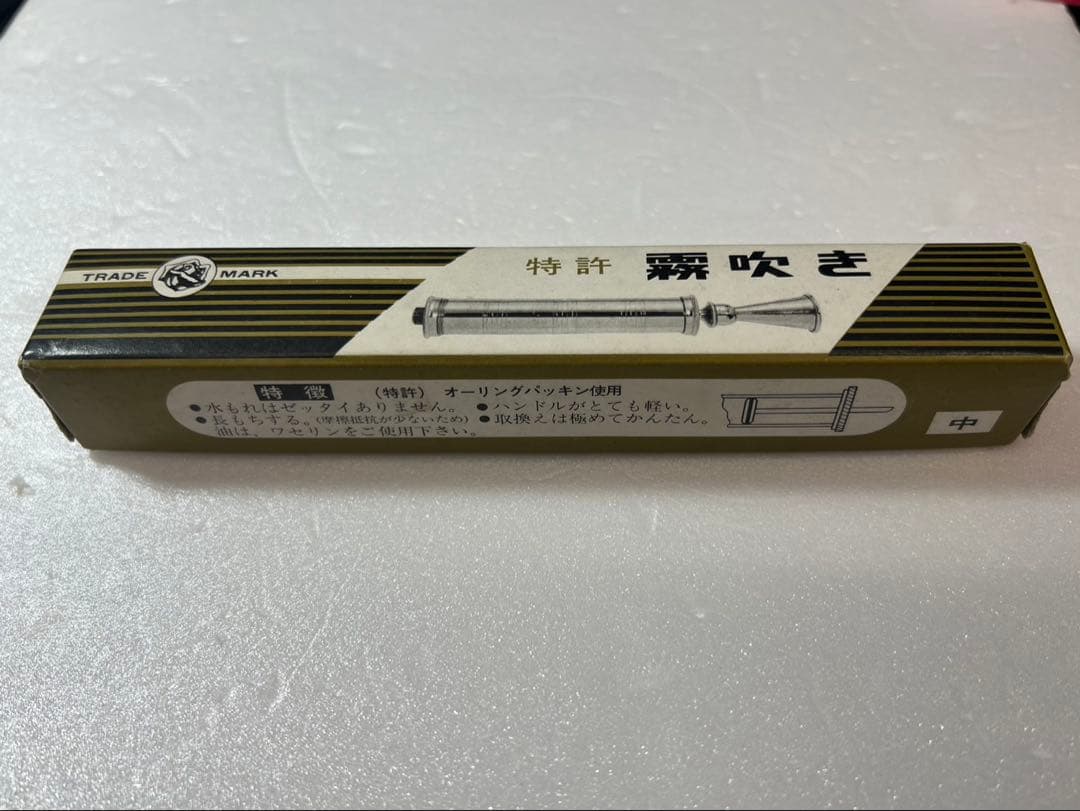 TRADE MARK
特許 霧吹き
特徴 (特許) オーリングパッキン使用
●水もれはゼッタイありません。 ●ハンドルがとても軽い。
●長もちする。(摩擦抵抗が少ないため) ●取換えは極めてかんたん。
油は、ワセリンをご使用下さい。
中